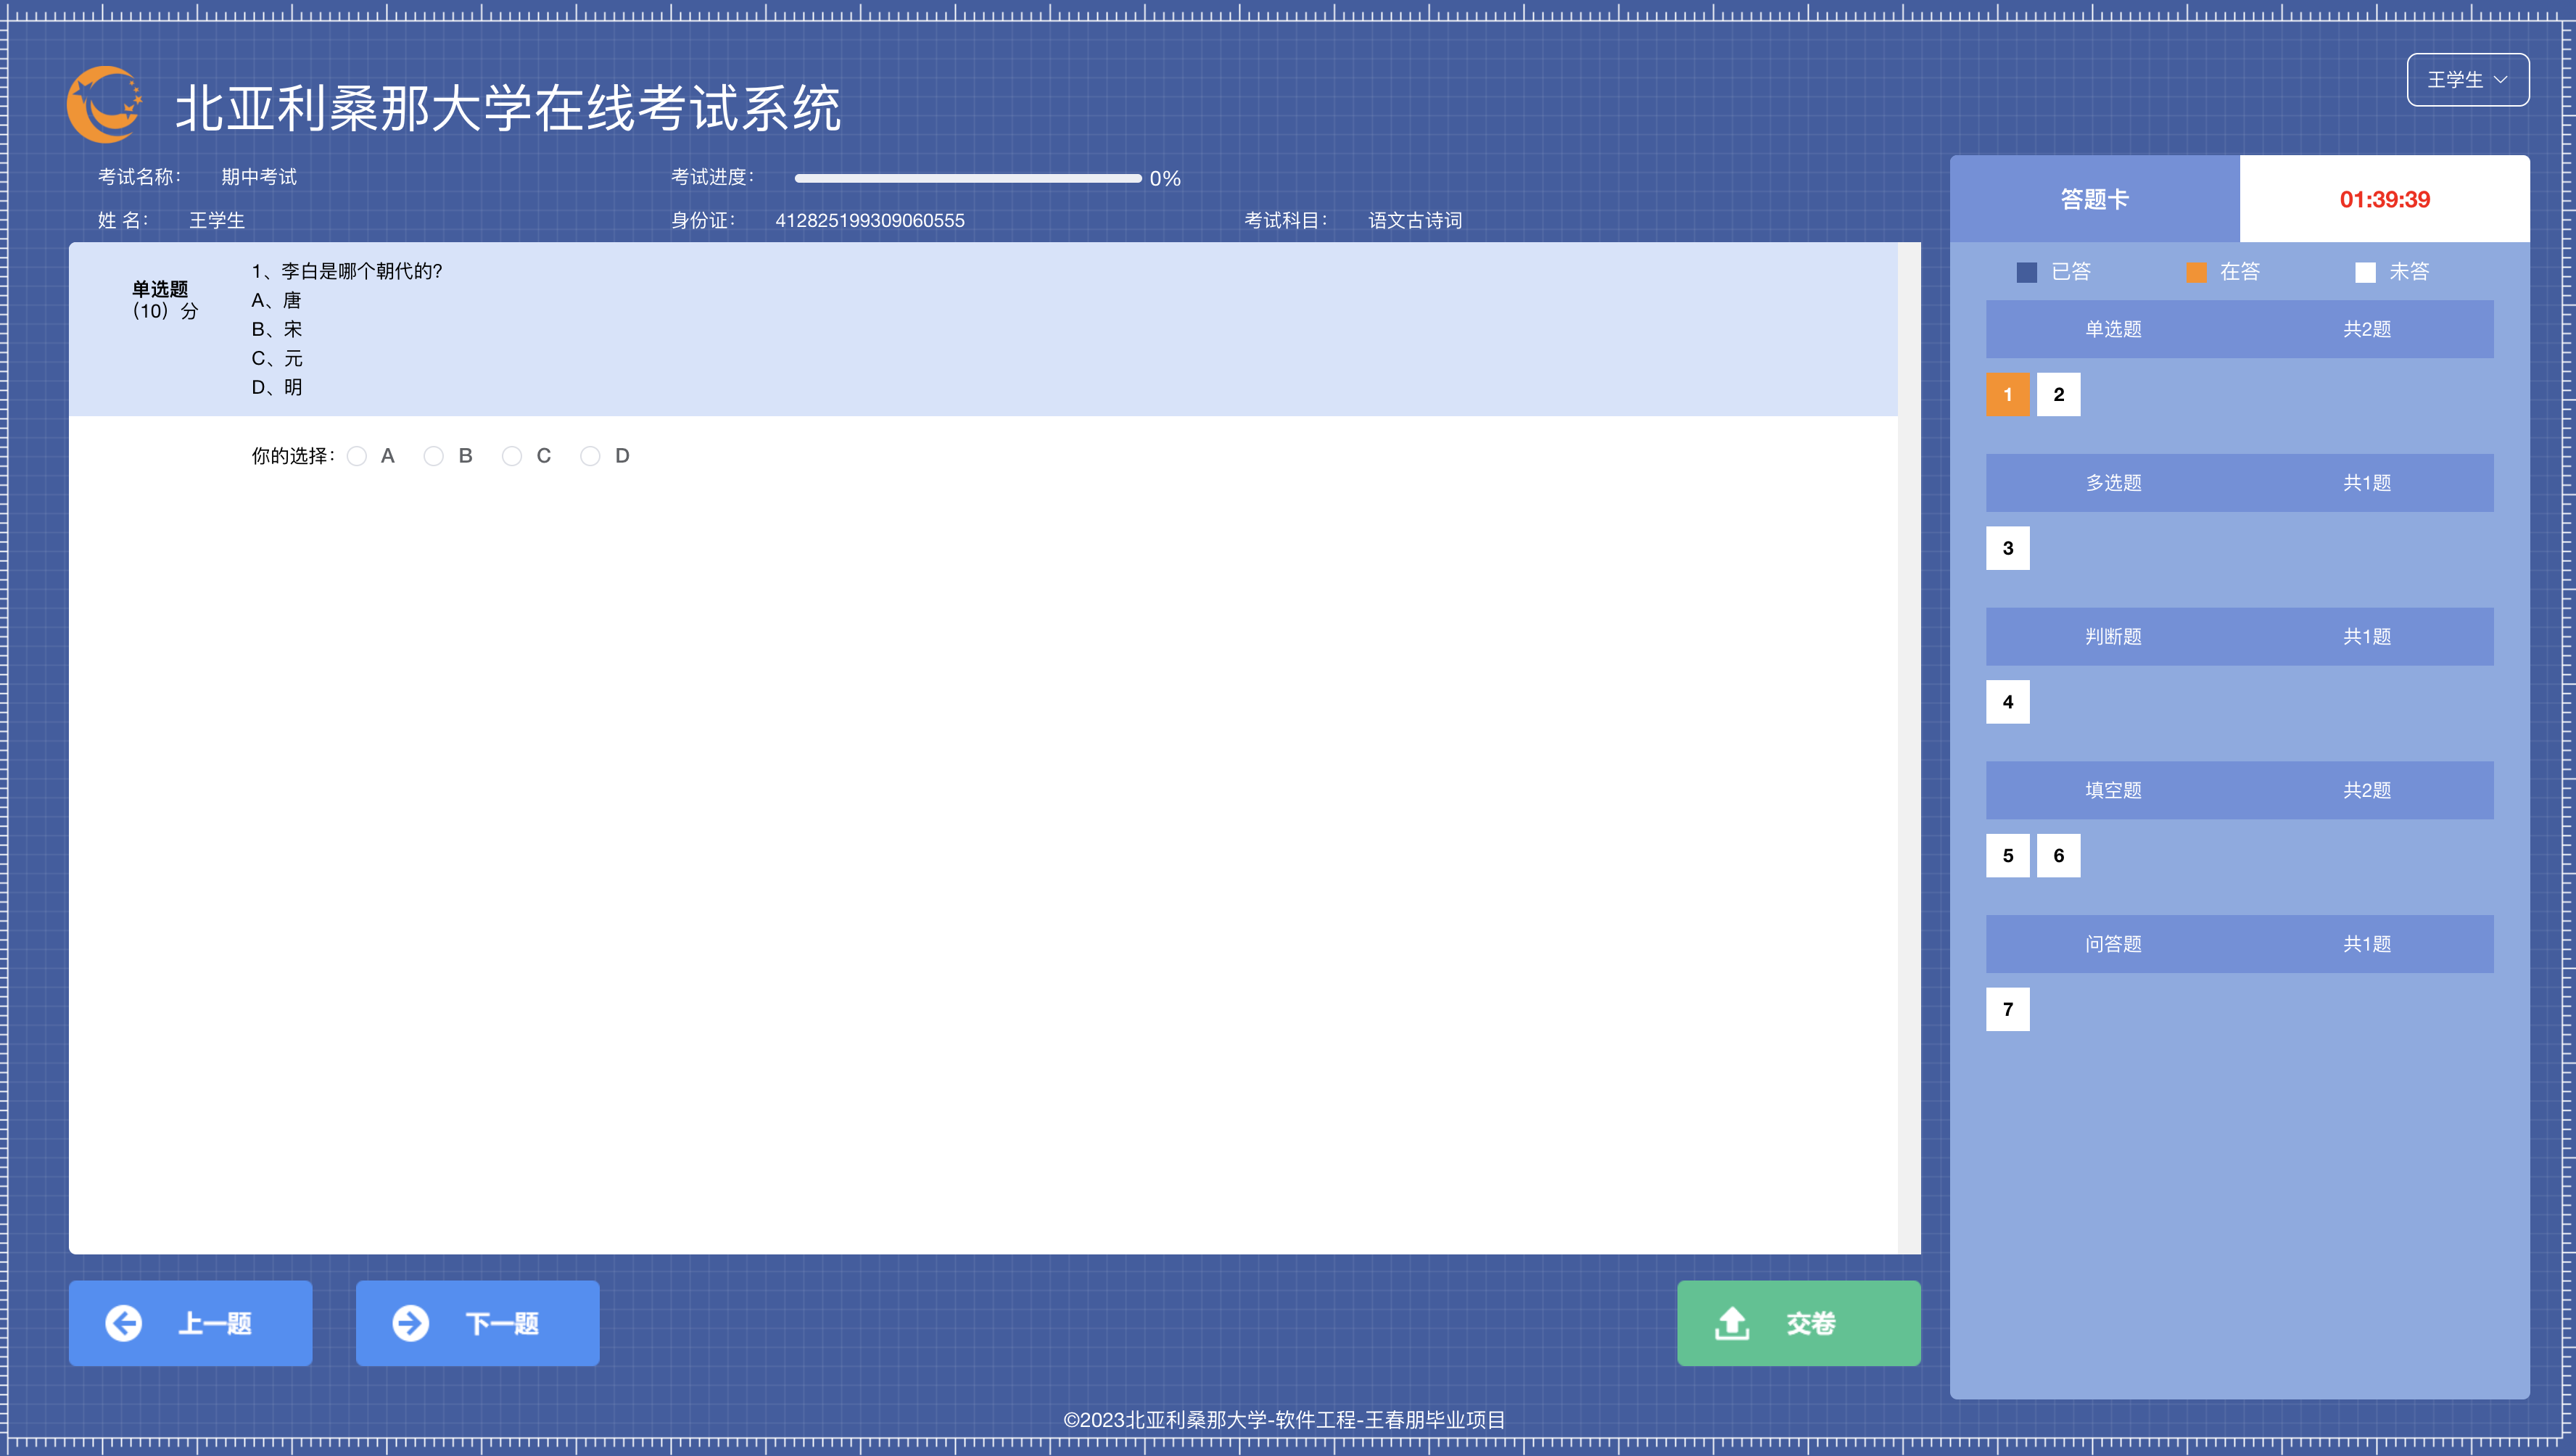 北亚利桑那大学在线考试系统
王学生
考试名称： 期中考试 考试进度： 0%
姓 名： 王学生 身份证： 412825199309060555 考试科目： 语文古诗词
单选题
（10）分
1、李白是哪个朝代的?
A、唐
B、宋
C、元
D、明
你的选择： A B C D
上一题 下一题 交卷
答题卡 01:39:39
已答 在答 未答
单选题 共2题
1 2
多选题 共1题
3
判断题 共1题
4
填空题 共2题
5 6
问答题 共1题
7
©2023北亚利桑那大学-软件工程-王春朋毕业项目